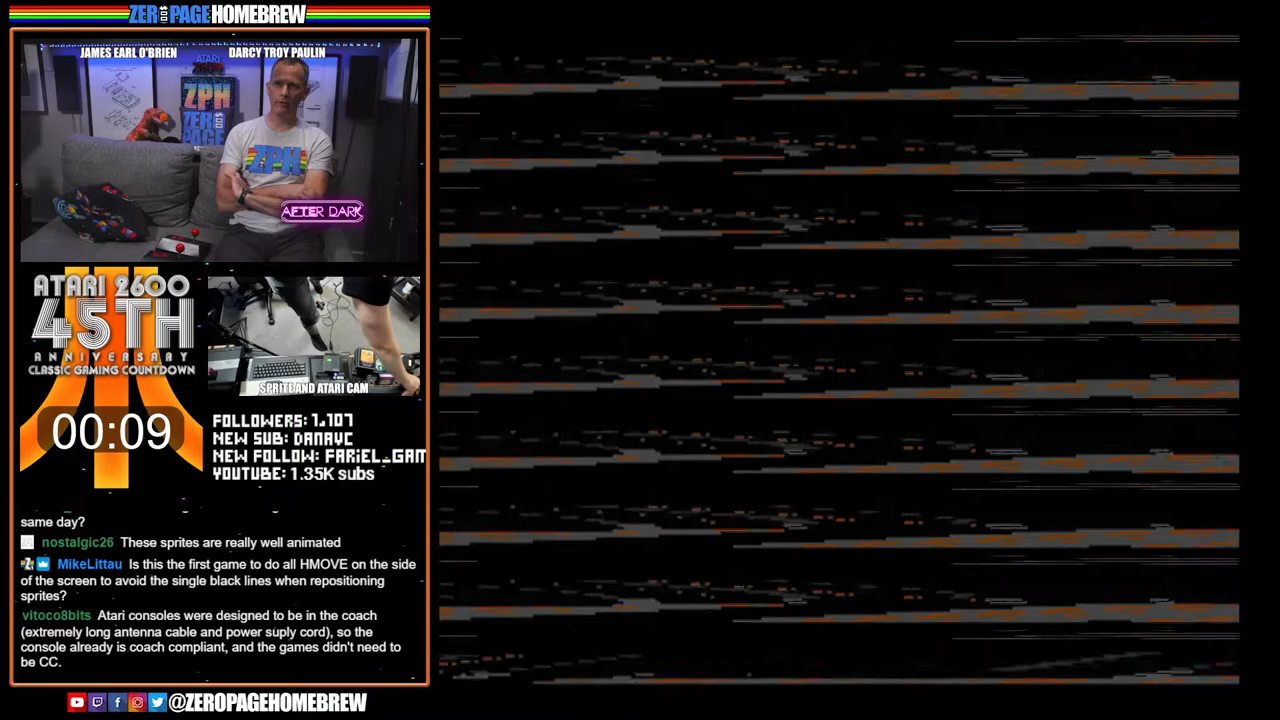 ZEROPAGEHOMEBREW
JAMES EARL O'BRIEN
DARCY TROY PAULIN
ATARI
2600
ZPH
ZERO
PAGE
ZPH
AFTER DARK
ATARI 2600
45TH
ANNIVERSARY
CLASSIC GAMING COUNTDOWN
00:09
SPRITE AND ATARI CAM
FOLLOWERS: 1,107
NEW SUB: DANAYC
NEW FOLLOW: FARIEL_GAM
YOUTUBE: 1.35K subs
same day?
nostalgic26 These sprites are really well animated
MikeLittau Is this the first game to do all HMOVE on the side
of the screen to avoid the single black lines when repositioning
sprites?
vitoco8bits Atari consoles were designed to be in the coach
(extremely long antenna cable and power suply cord), so the
console already is coach compliant, and the games didn't need to
be CC.
@ZEROPAGEHOMEBREW